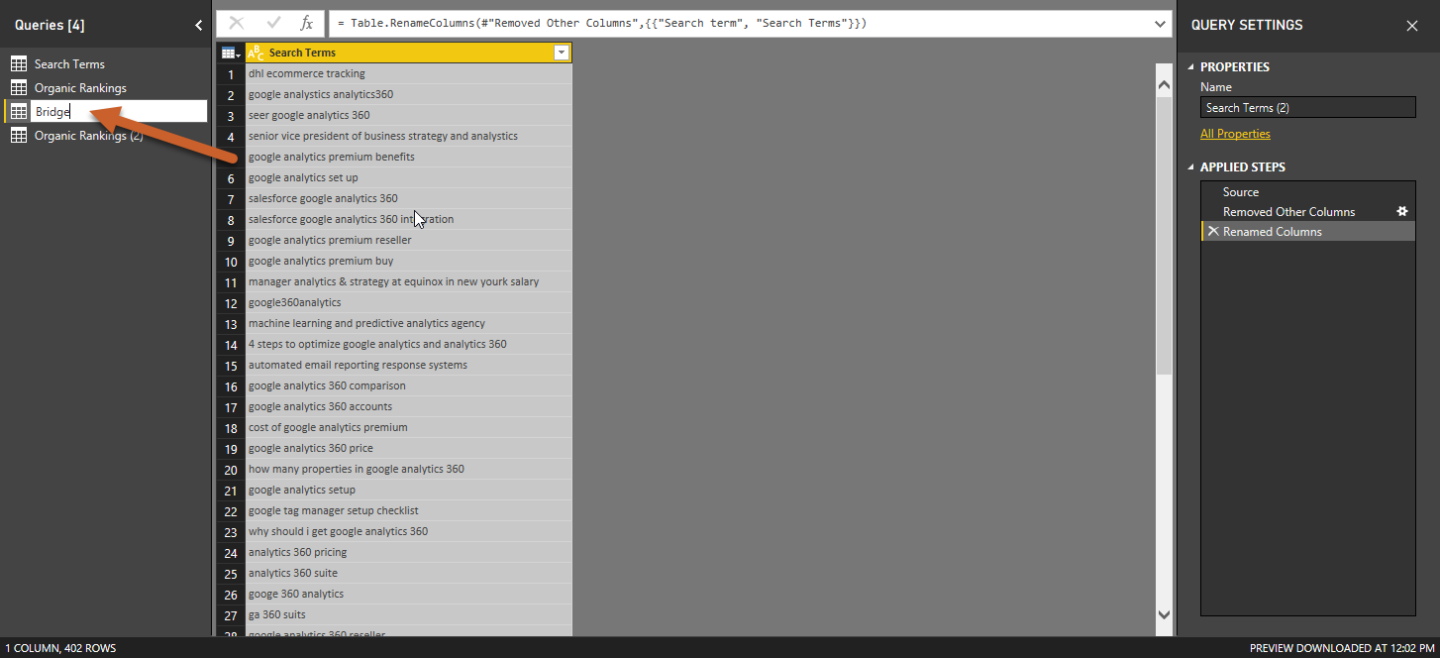 Queries [4]
Search Terms
Organic Rankings
Bridge
Organic Rankings (2)
fx
= Table.RenameColumns(#"Removed Other Columns",{{"Search term", "Search Terms"}})
ABC Search Terms
1 dhl ecommerce tracking
2 google analystics analytics360
3 seer google analytics 360
4 senior vice president of business strategy and analystics
google analytics premium benefits
6 google analytics set up
7 salesforce google analytics 360
8 salesforce google analytics 360 integration
9 google analytics premium reseller
10 google analytics premium buy
11 manager analytics & strategy at equinox in new yourk salary
12 google360analytics
13 machine learning and predictive analytics agency
14 4 steps to optimize google analytics and analytics 360
15 automated email reporting response systems
16 google analytics 360 comparison
17 google analytics 360 accounts
18 cost of google analytics premium
19 google analytics 360 price
20 how many properties in google analytics 360
21 google analytics setup
22 google tag manager setup checklist
23 why should i get google analytics 360
24 analytics 360 pricing
25 analytics 360 suite
26 googe 360 analytics
27 ga 360 suits
28 google analytics 360 reseller
QUERY SETTINGS
PROPERTIES
Name
Search Terms (2)
All Properties
APPLIED STEPS
Source
Removed Other Columns
Renamed Columns
1 COLUMN, 402 ROWS
PREVIEW DOWNLOADED AT 12:02 PM